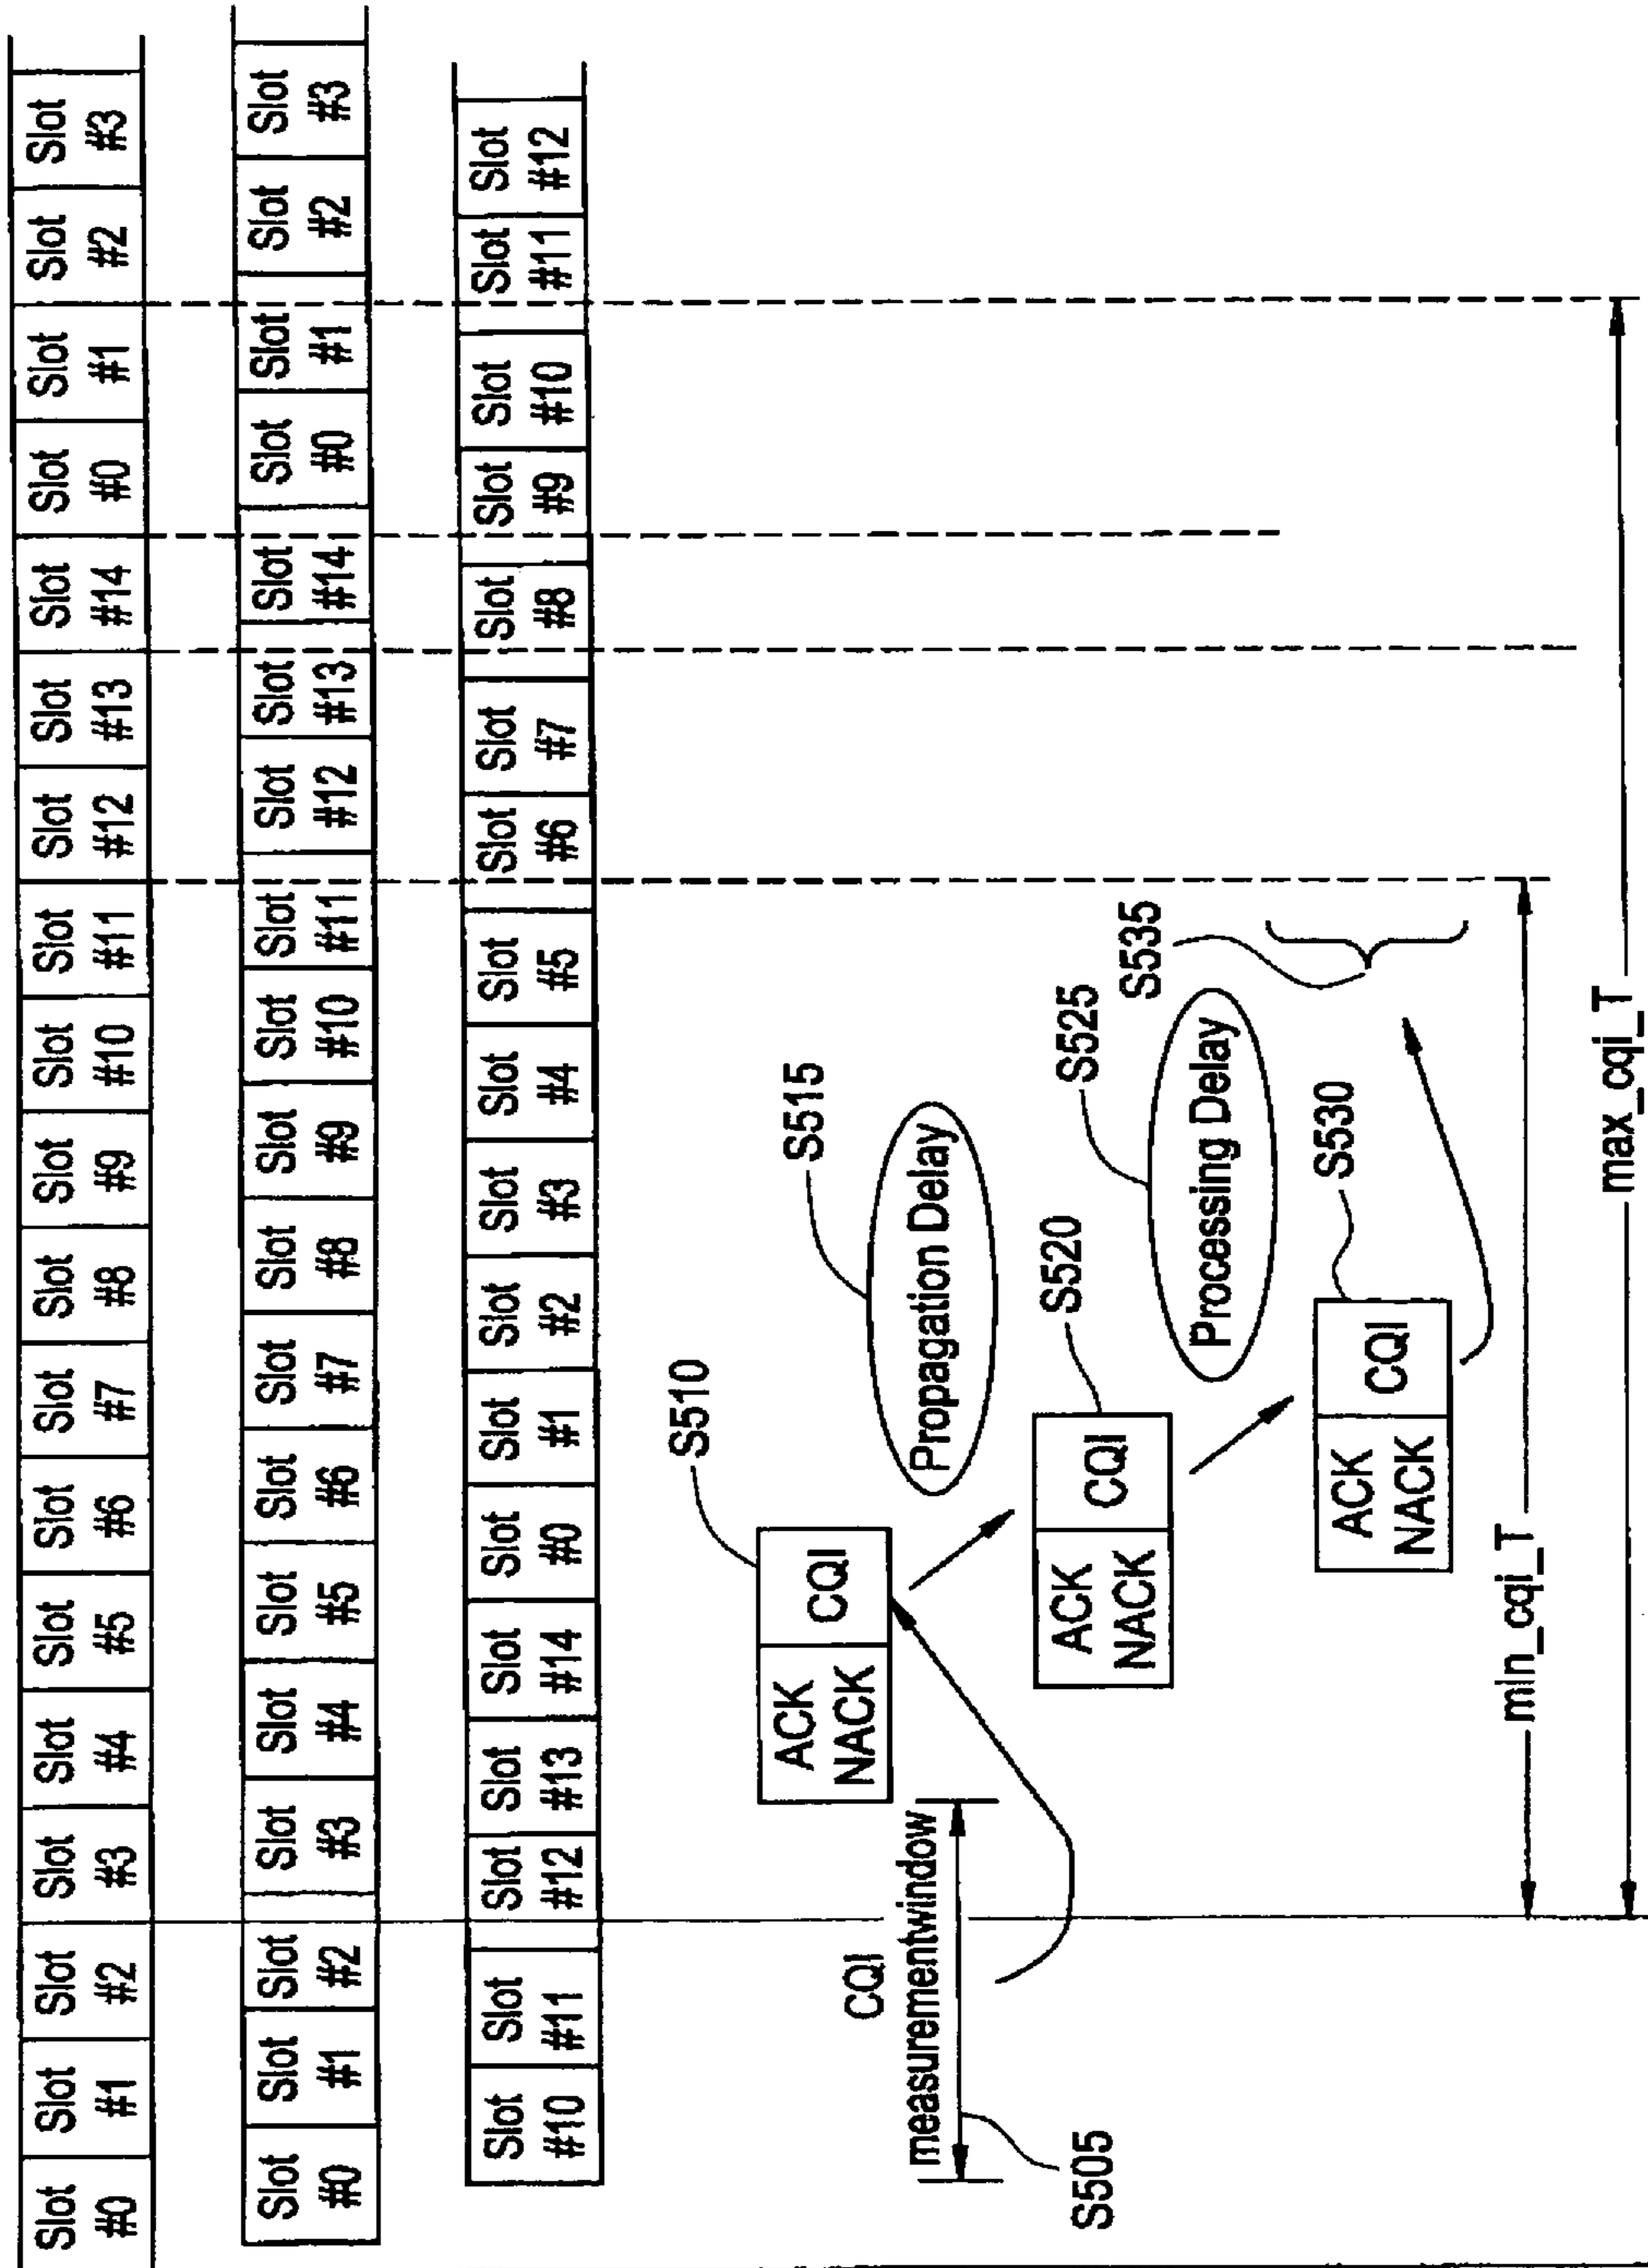 Slot #0 Slot #1 Slot #2 Slot #3 Slot #4 Slot #5 Slot #6 Slot #7 Slot #8 Slot #9 Slot #10 Slot #11 Slot #12 Slot #13 Slot #14 Slot #0 Slot #1 Slot #2 Slot #3
Slot #0 Slot #1 Slot #2 Slot #3 Slot #4 Slot #5 Slot #6 Slot #7 Slot #8 Slot #9 Slot #10 Slot #11 Slot #12 Slot #13 Slot #14 Slot #0 Slot #1 Slot #2 Slot #3
Slot #10 Slot #11 Slot #12 Slot #13 Slot #14 Slot #0 Slot #1 Slot #2 Slot #3 Slot #4 Slot #5 Slot #6 Slot #7 Slot #8 Slot #9 Slot #10 Slot #11 Slot #12
S510
S515
ACK
NACK
CQI
CQI
measurementwindow
S505
Propagation Delay
S520
S525
S535
ACK
NACK
CQI
Processing Delay
S530
ACK
NACK
CQI
min_cqi_T
max_cqi_T